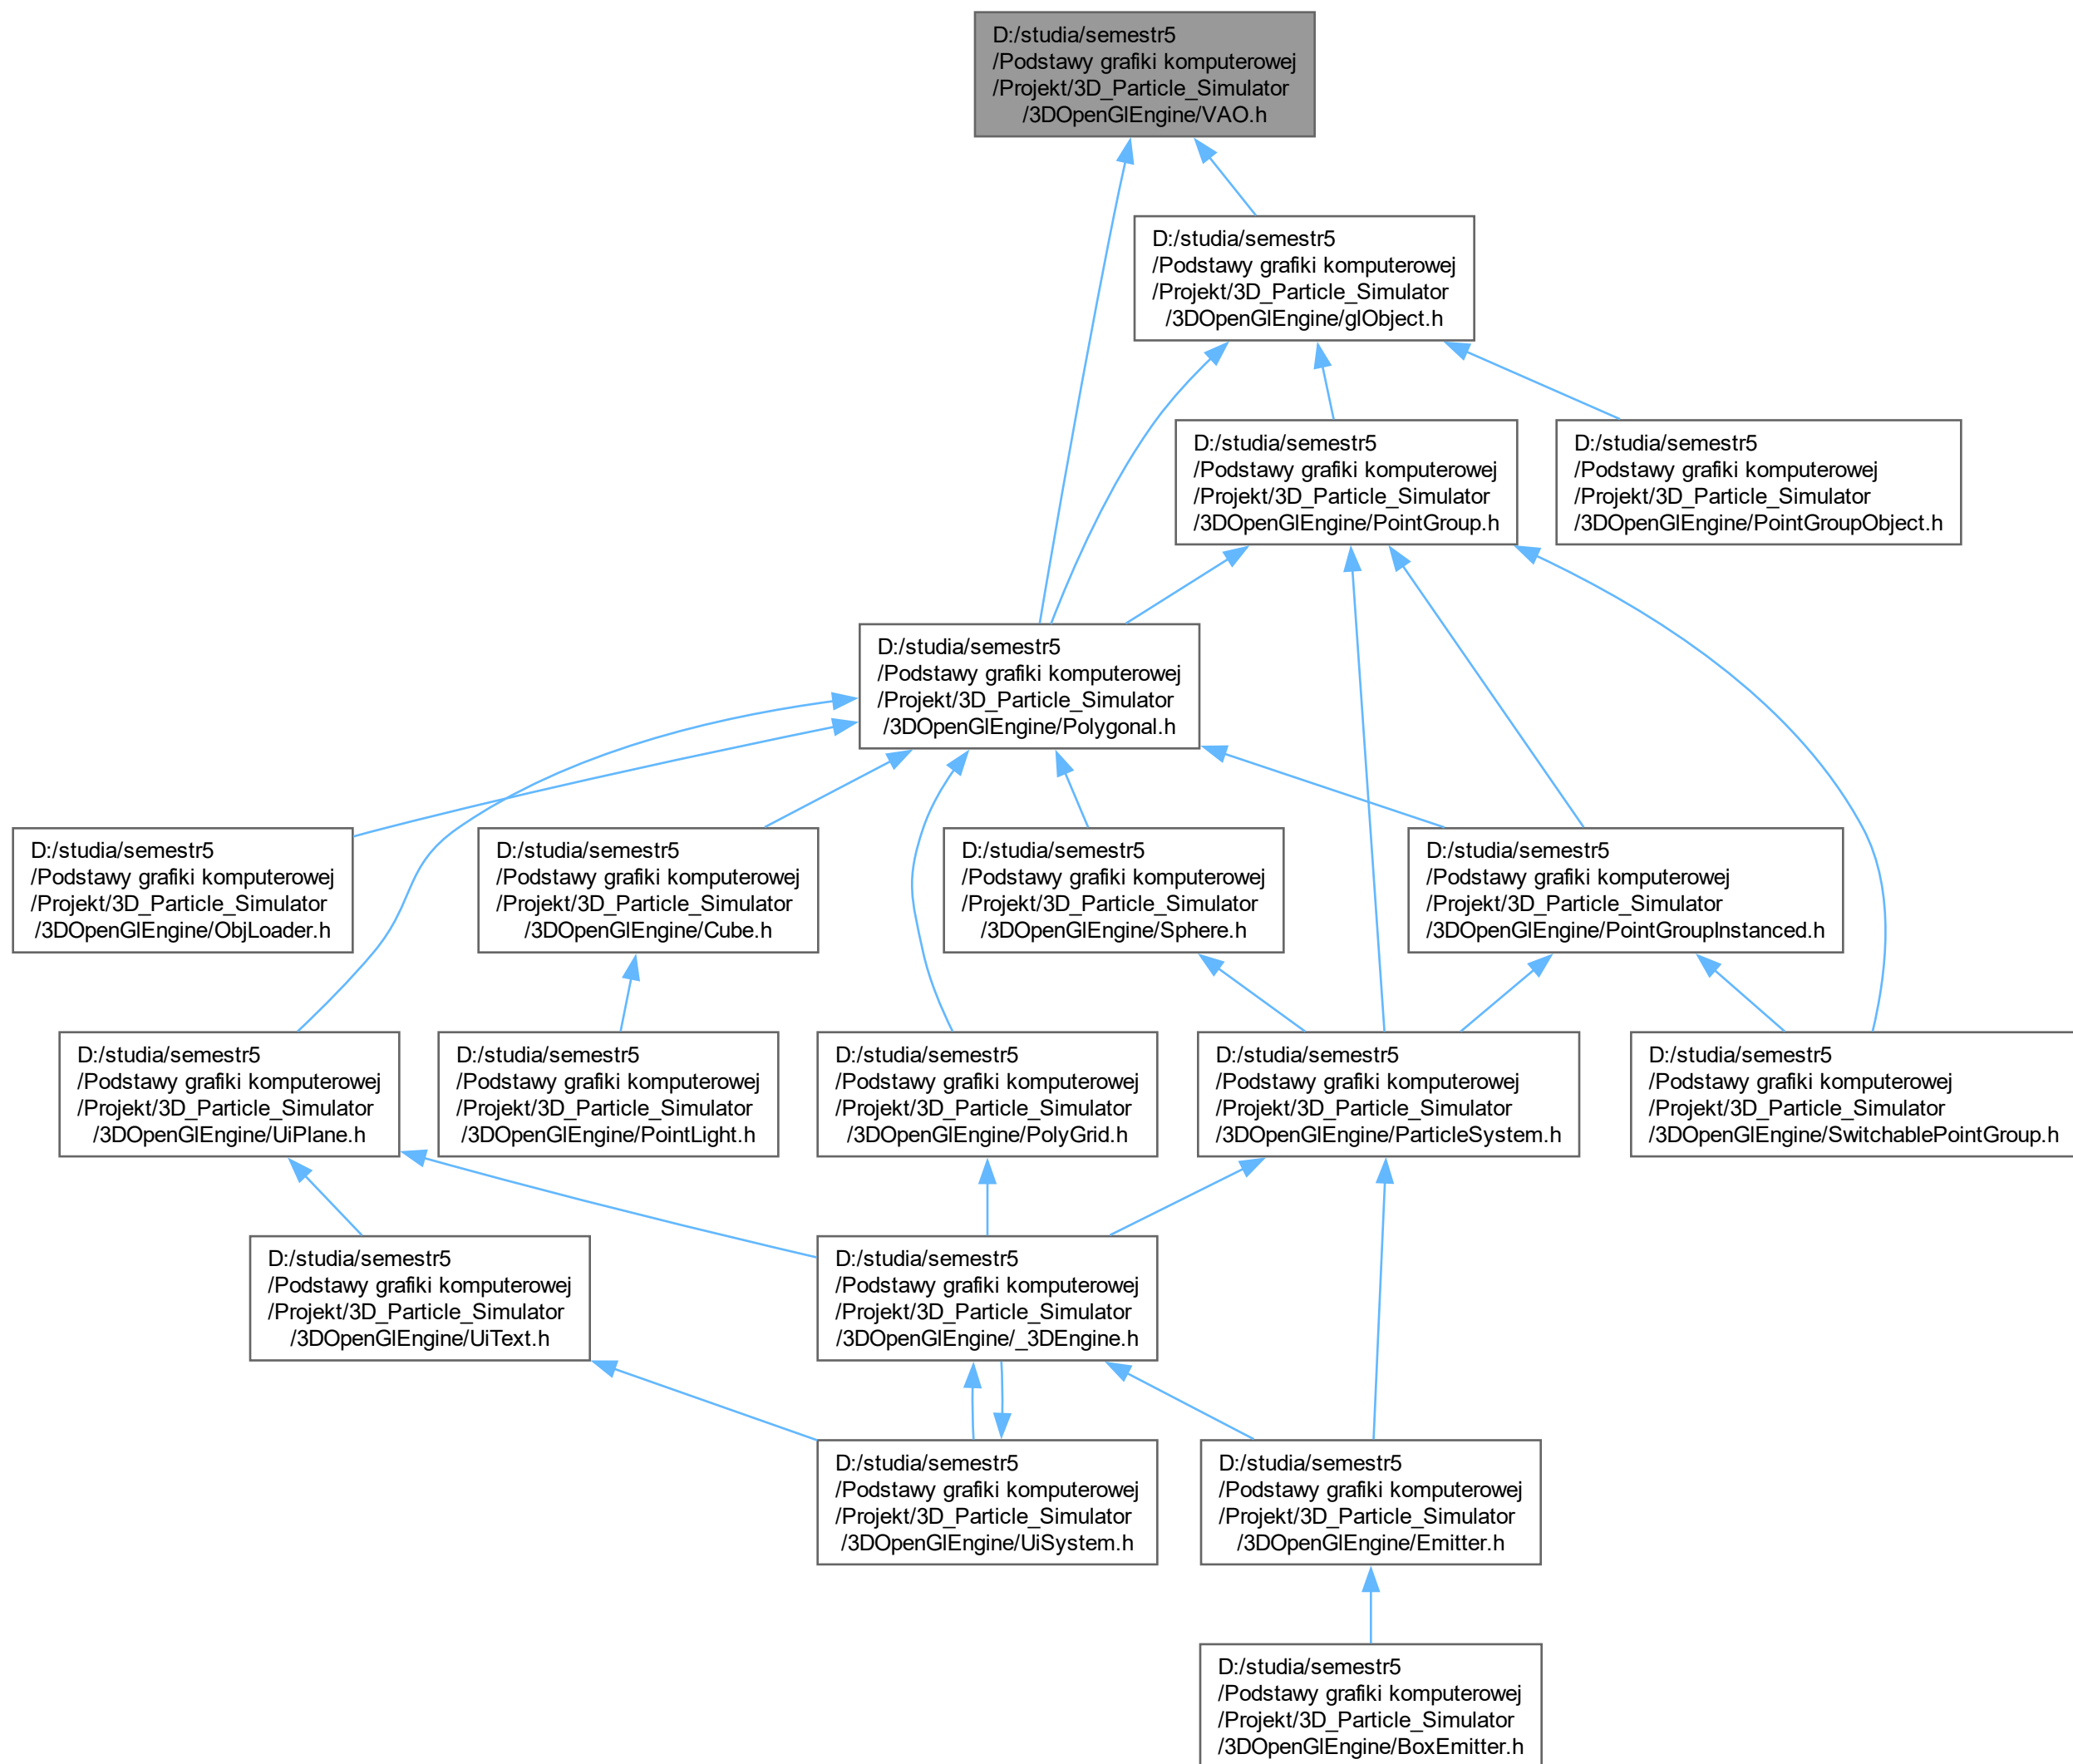 D:/studia/semestr5
/Podstawy grafiki komputerowej
/Projekt/3D_Particle_Simulator
/3DOpenGlEngine/VAO.h
D:/studia/semestr5
/Podstawy grafiki komputerowej
/Projekt/3D_Particle_Simulator
/3DOpenGlEngine/glObject.h
D:/studia/semestr5
/Podstawy grafiki komputerowej
/Projekt/3D_Particle_Simulator
/3DOpenGlEngine/PointGroup.h
D:/studia/semestr5
/Podstawy grafiki komputerowej
/Projekt/3D_Particle_Simulator
/3DOpenGlEngine/PointGroupObject.h
D:/studia/semestr5
/Podstawy grafiki komputerowej
/Projekt/3D_Particle_Simulator
/3DOpenGlEngine/Polygonal.h
D:/studia/semestr5
/Podstawy grafiki komputerowej
/Projekt/3D_Particle_Simulator
/3DOpenGlEngine/ObjLoader.h
D:/studia/semestr5
/Podstawy grafiki komputerowej
/Projekt/3D_Particle_Simulator
/3DOpenGlEngine/Cube.h
D:/studia/semestr5
/Podstawy grafiki komputerowej
/Projekt/3D_Particle_Simulator
/3DOpenGlEngine/Sphere.h
D:/studia/semestr5
/Podstawy grafiki komputerowej
/Projekt/3D_Particle_Simulator
/3DOpenGlEngine/PointGroupInstanced.h
D:/studia/semestr5
/Podstawy grafiki komputerowej
/Projekt/3D_Particle_Simulator
/3DOpenGlEngine/UiPlane.h
D:/studia/semestr5
/Podstawy grafiki komputerowej
/Projekt/3D_Particle_Simulator
/3DOpenGlEngine/PointLight.h
D:/studia/semestr5
/Podstawy grafiki komputerowej
/Projekt/3D_Particle_Simulator
/3DOpenGlEngine/PolyGrid.h
D:/studia/semestr5
/Podstawy grafiki komputerowej
/Projekt/3D_Particle_Simulator
/3DOpenGlEngine/ParticleSystem.h
D:/studia/semestr5
/Podstawy grafiki komputerowej
/Projekt/3D_Particle_Simulator
/3DOpenGlEngine/SwitchablePointGroup.h
D:/studia/semestr5
/Podstawy grafiki komputerowej
/Projekt/3D_Particle_Simulator
/3DOpenGlEngine/UiText.h
D:/studia/semestr5
/Podstawy grafiki komputerowej
/Projekt/3D_Particle_Simulator
/3DOpenGlEngine/_3DEngine.h
D:/studia/semestr5
/Podstawy grafiki komputerowej
/Projekt/3D_Particle_Simulator
/3DOpenGlEngine/UiSystem.h
D:/studia/semestr5
/Podstawy grafiki komputerowej
/Projekt/3D_Particle_Simulator
/3DOpenGlEngine/Emitter.h
D:/studia/semestr5
/Podstawy grafiki komputerowej
/Projekt/3D_Particle_Simulator
/3DOpenGlEngine/BoxEmitter.h